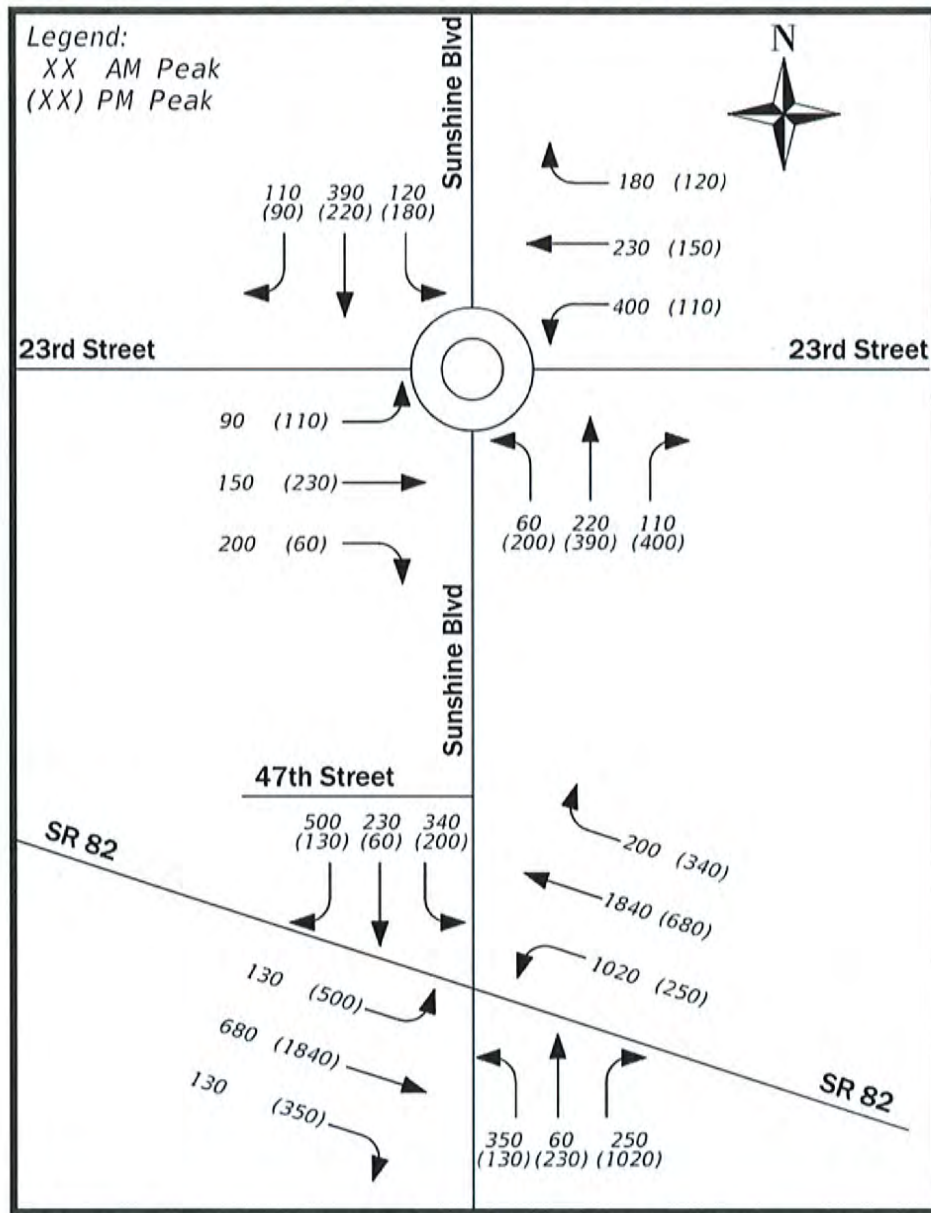 Legend:
XX AM Peak
(XX) PM Peak
Sunshine Blvd
N
110 390 120
(90) (220) (180)
180 (120)
230 (150)
400 (110)
23rd Street
23rd Street
90 (110)
150 (230)
200 (60)
60 220 110
(200) (390) (400)
Sunshine Blvd
47th Street
SR 82
500 230 340
(130) (60) (200)
200 (340)
1840 (680)
1020 (250)
130 (500)
680 (1840)
130 (350)
350 60 250
(130) (230) (1020)
SR 82